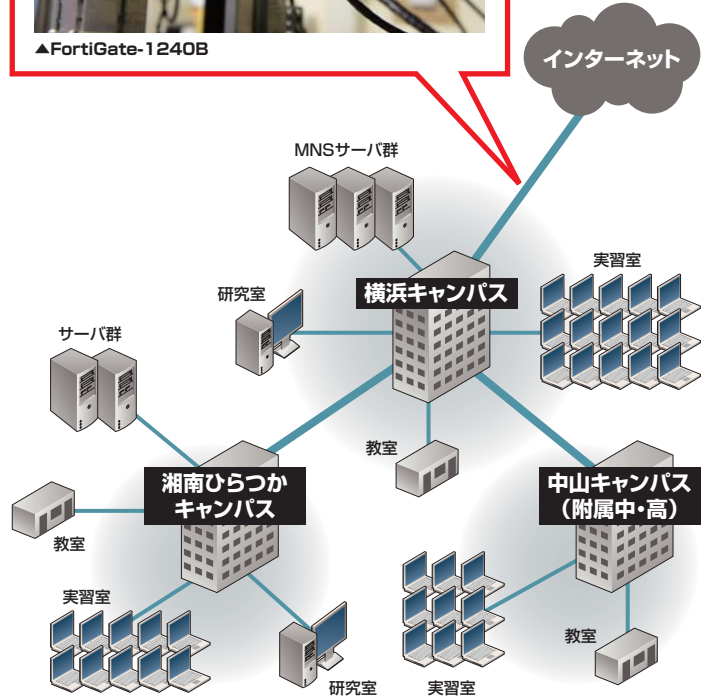 ▲FortiGate-1240B
インターネット
MNSサーバ群
実習室
横浜キャンパス
研究室
サーバ群
教室
湘南ひらつか
キャンパス
中山キャンパス
（附属中・高）
教室
実習室
教室
研究室
実習室